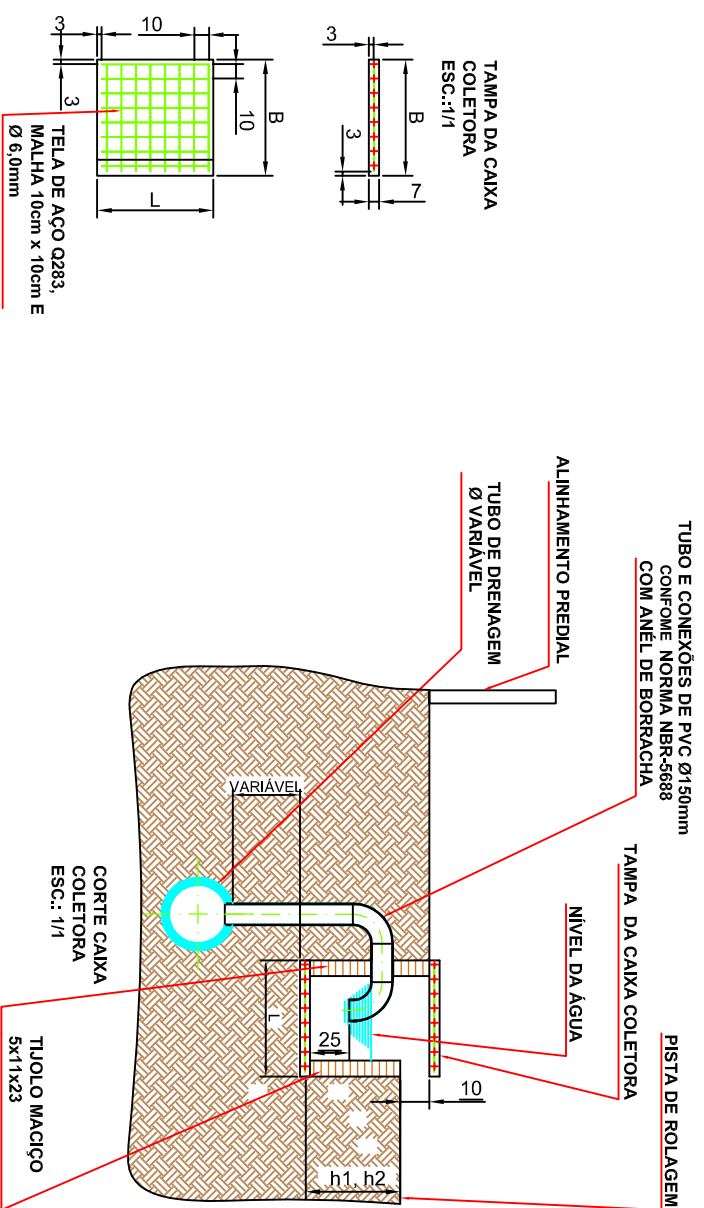 TAMPA DA CAIXA
COLETORA
ESC.:1/1
3
B
3
7
3
10
B
10
3
L
TELA DE AÇO Q283,
MALHA 10cm x 10cm E
Ø 6,0mm
TUBO E CONEXÕES DE PVC Ø150mm
CONFOME NORMA NBR-5688
COM ANÉL DE BORRACHA
ALINHAMENTO PREDIAL
TUBO DE DRENAGEM
Ø VARIÁVEL
TAMPA DA CAIXA COLETORA
NÍVEL DA ÁGUA
PISTA DE ROLAGEM
VARIÁVEL
L
25
10
h1, h2
CORTE CAIXA
COLETORA
ESC.: 1/1
TIJOLO MACIÇO
5x11x23